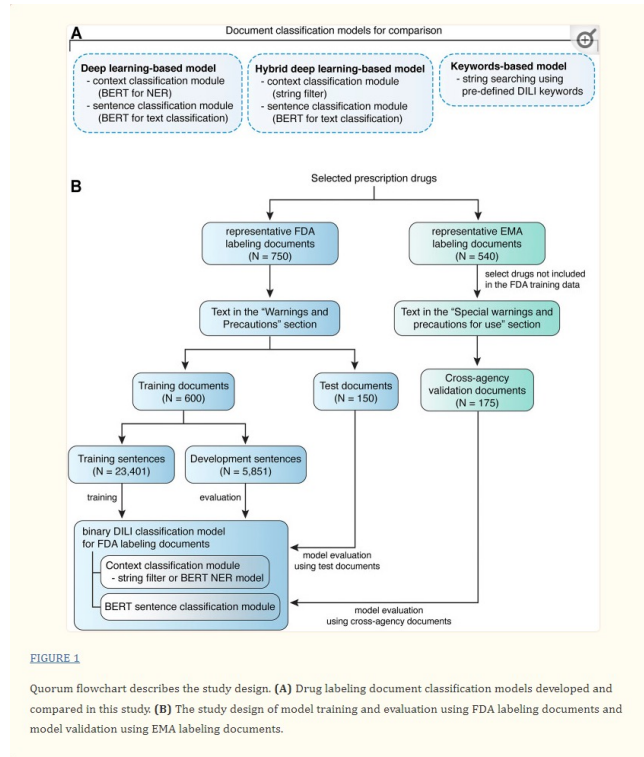 A
Document classification models for comparison
Deep learning-based model
- context classification module
(BERT for NER)
- sentence classification module
(BERT for text classification)
Hybrid deep learning-based model
- context classification module
(string filter)
- sentence classification module
(BERT for text classification)
Keywords-based model
- string searching using
pre-defined DILI keywords
B
Selected prescription drugs
representative FDA
labeling documents
(N = 750)
representative EMA
labeling documents
(N = 540)
select drugs not included
in the FDA training data
Text in the "Warnings and
Precautions" section
Text in the "Special warnings and
precautions for use" section
Training documents
(N = 600)
Test documents
(N = 150)
Cross-agency
validation documents
(N = 175)
Training sentences
(N = 23,401)
Development sentences
(N = 5,851)
training
evaluation
binary DILI classification model
for FDA labeling documents
Context classification module
- string filter or BERT NER model
BERT sentence classification module
model evaluation
using test documents
model evaluation
using cross-agency documents
FIGURE 1
Quorum flowchart describes the study design. (A) Drug labeling document classification models developed and
compared in this study. (B) The study design of model training and evaluation using FDA labeling documents and
model validation using EMA labeling documents.